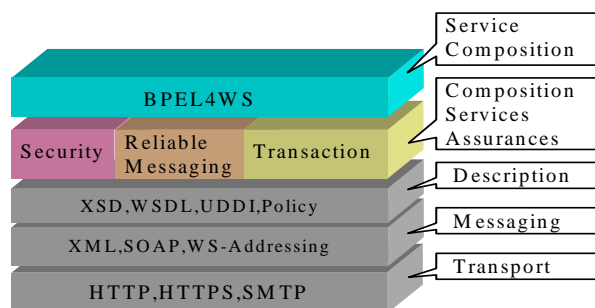 Service
Composition
BPEL4WS
Composition
Services
Assurances
Security
Reliable
Messaging
Transaction
Description
XSD,WSDL,UDDI,Policy
Messaging
XML,SOAP,WS-Addressing
Transport
HTTP,HTTPS,SMTP